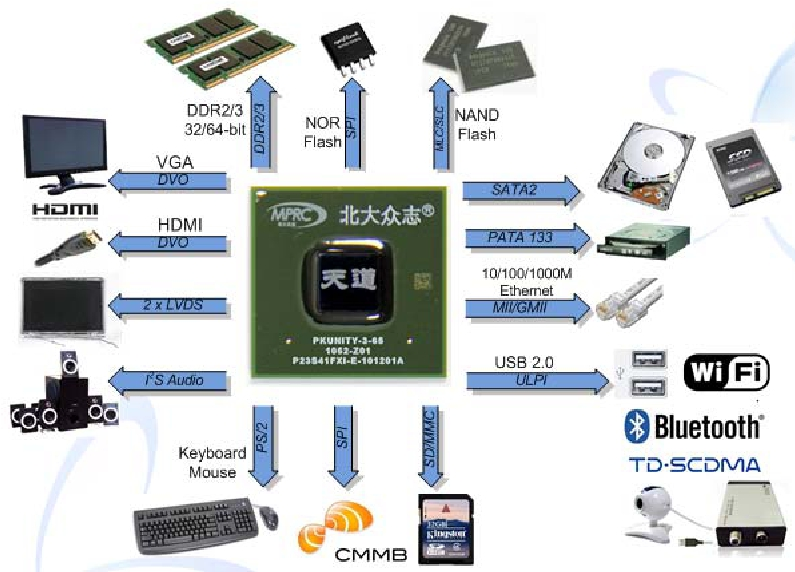 DDR2/3
32/64-bit
DDR2/3
NOR
Flash
SPI
MLC/SLC
NAND
Flash
VGA
DVO
HDMI
HDMI
DVO
2 x LVDS
I²S Audio
MPRC
北大众志®
天道
PKUNITY-3-65
1052-Z01
P23S41FXI-E-101201A
SATA2
SSD
PATA 133
10/100/1000M
Ethernet
MII/GMII
USB 2.0
ULPI
Wi Fi
Bluetooth®
TD-SCDMA
Keyboard
Mouse
PS/2
SPI
CMMB
SD/MMC
32GB
Kingston